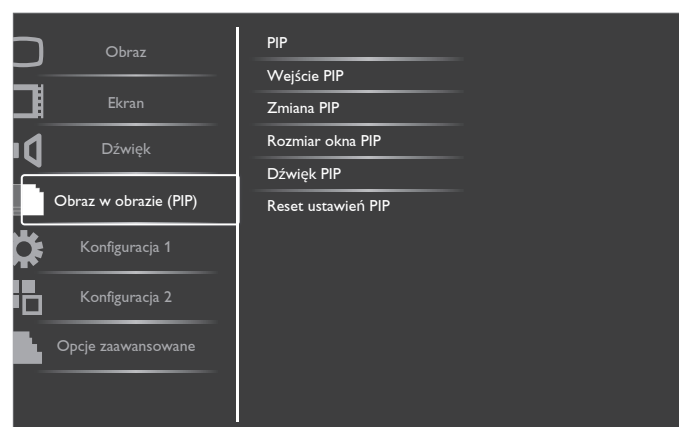 Obraz
Ekran
Dźwięk
Obraz w obrazie (PIP)
Konfiguracja 1
Konfiguracja 2
Opcje zaawansowane
PIP
Wejście PIP
Zmiana PIP
Rozmiar okna PIP
Dźwięk PIP
Reset ustawień PIP